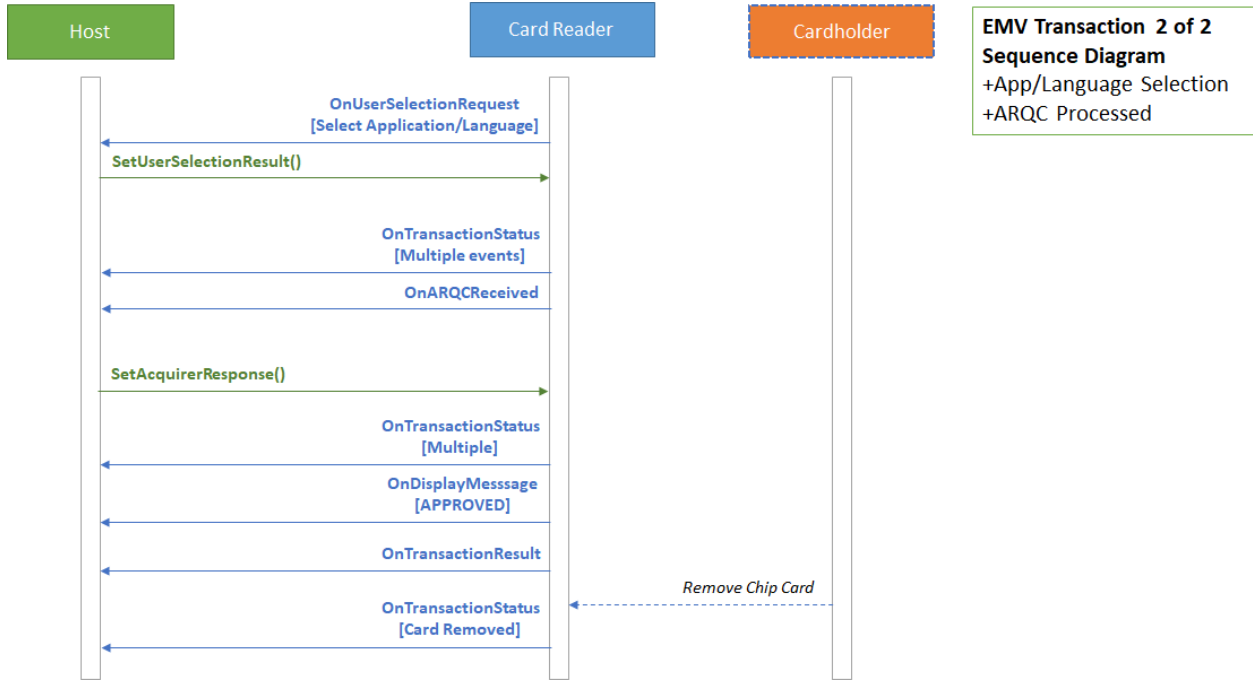 Host
Card Reader
Cardholder
EMV Transaction 2 of 2
Sequence Diagram
+App/Language Selection
+ARQC Processed
OnUserSelectionRequest
[Select Application/Language]
SetUserSelectionResult()
OnTransactionStatus
[Multiple events]
OnARQCReceived
SetAcquirerResponse()
OnTransactionStatus
[Multiple]
OnDisplayMesssage
[APPROVED]
OnTransactionResult
Remove Chip Card
OnTransactionStatus
[Card Removed]